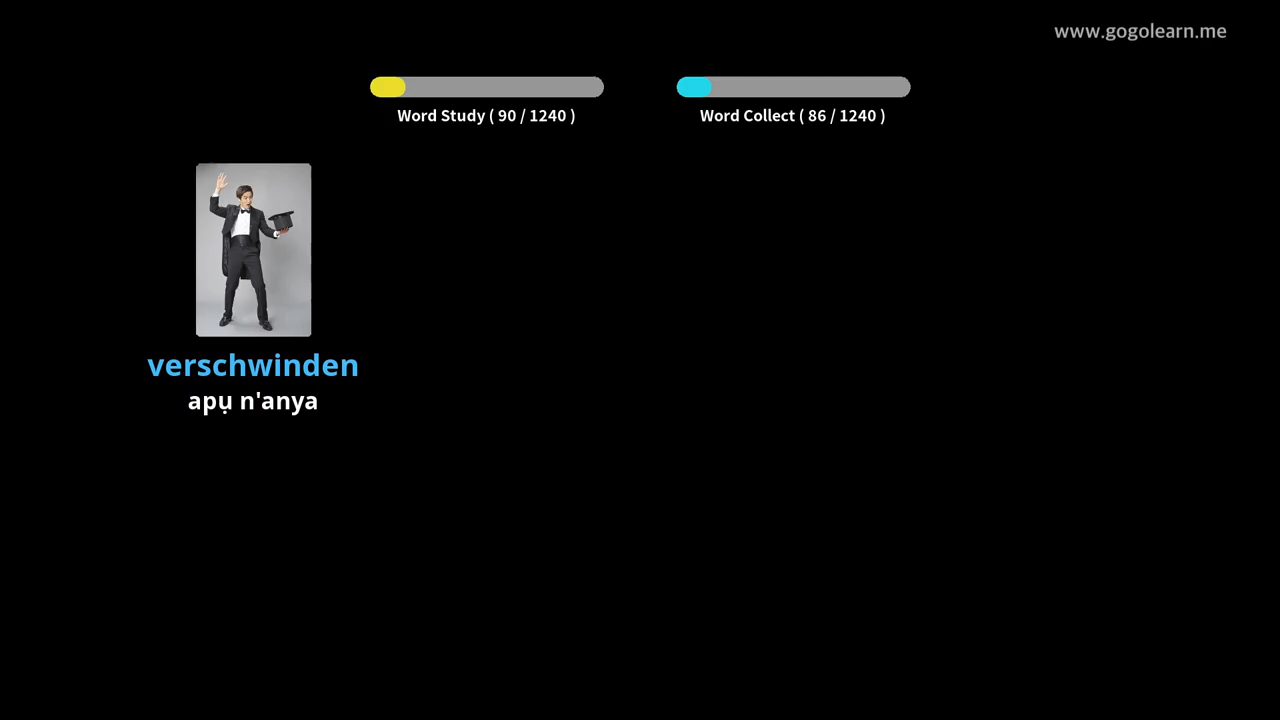 www.gogolearn.me
Word Study ( 90 / 1240 )
Word Collect ( 86 / 1240 )
verschwinden
apụ n'anya